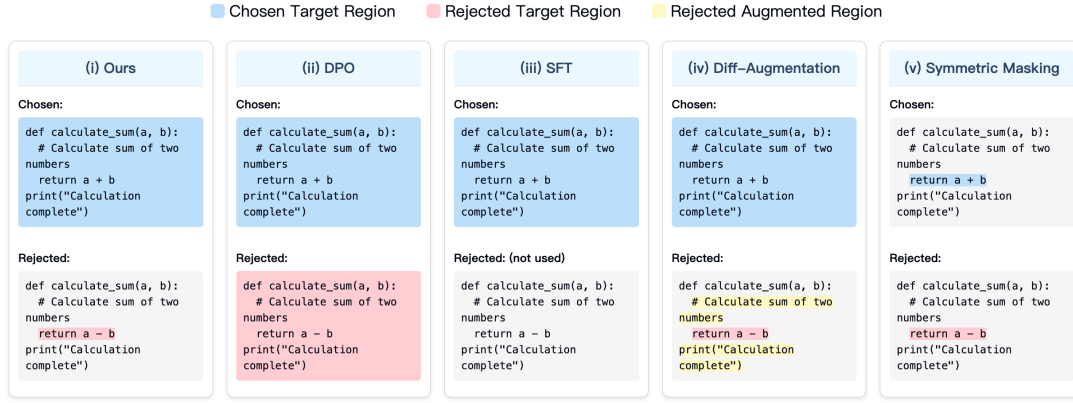 Chosen Target Region
Rejected Target Region
Rejected Augmented Region
(i) Ours
Chosen:
def calculate_sum(a, b):
  # Calculate sum of two
numbers
  return a + b
print("Calculation
complete")
Rejected:
def calculate_sum(a, b):
  # Calculate sum of two
numbers
  return a - b
print("Calculation
complete")
(ii) DPO
Chosen:
def calculate_sum(a, b):
  # Calculate sum of two
numbers
  return a + b
print("Calculation
complete")
Rejected:
def calculate_sum(a, b):
  # Calculate sum of two
numbers
  return a - b
print("Calculation
complete")
(iii) SFT
Chosen:
def calculate_sum(a, b):
  # Calculate sum of two
numbers
  return a + b
print("Calculation
complete")
Rejected: (not used)
def calculate_sum(a, b):
  # Calculate sum of two
numbers
  return a - b
print("Calculation
complete")
(iv) Diff-Augmentation
Chosen:
def calculate_sum(a, b):
  # Calculate sum of two
numbers
  return a + b
print("Calculation
complete")
Rejected:
def calculate_sum(a, b):
  # Calculate sum of two
numbers
  return a - b
print("Calculation
complete")
(v) Symmetric Masking
Chosen:
def calculate_sum(a, b):
  # Calculate sum of two
numbers
  return a + b
print("Calculation
complete")
Rejected:
def calculate_sum(a, b):
  # Calculate sum of two
numbers
  return a - b
print("Calculation
complete")